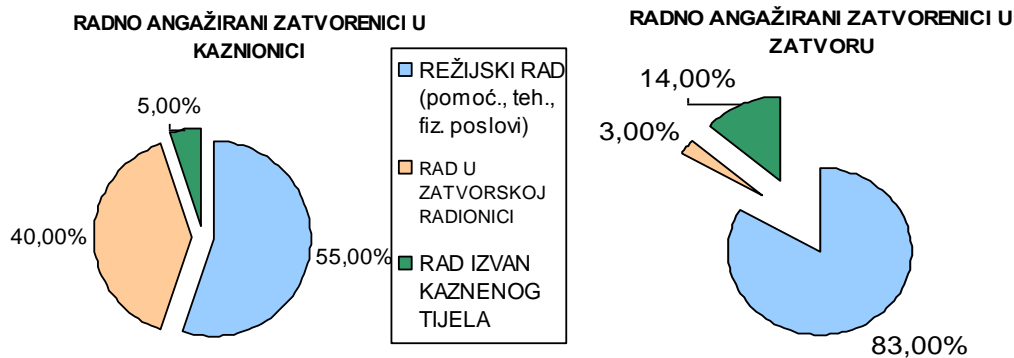 RADNO ANGAŽIRANI ZATVORENICI U
KAZNIONICI
5,00%
40,00%
55,00%
REŽIJSKI RAD
(pomoć., teh.,
fiz. poslovi)
RAD U
ZATVORSKOJ
RADIONICI
RAD IZVAN
KAZNENOG
TIJELA
RADNO ANGAŽIRANI ZATVORENICI U
ZATVORU
14,00%
3,00%
83,00%